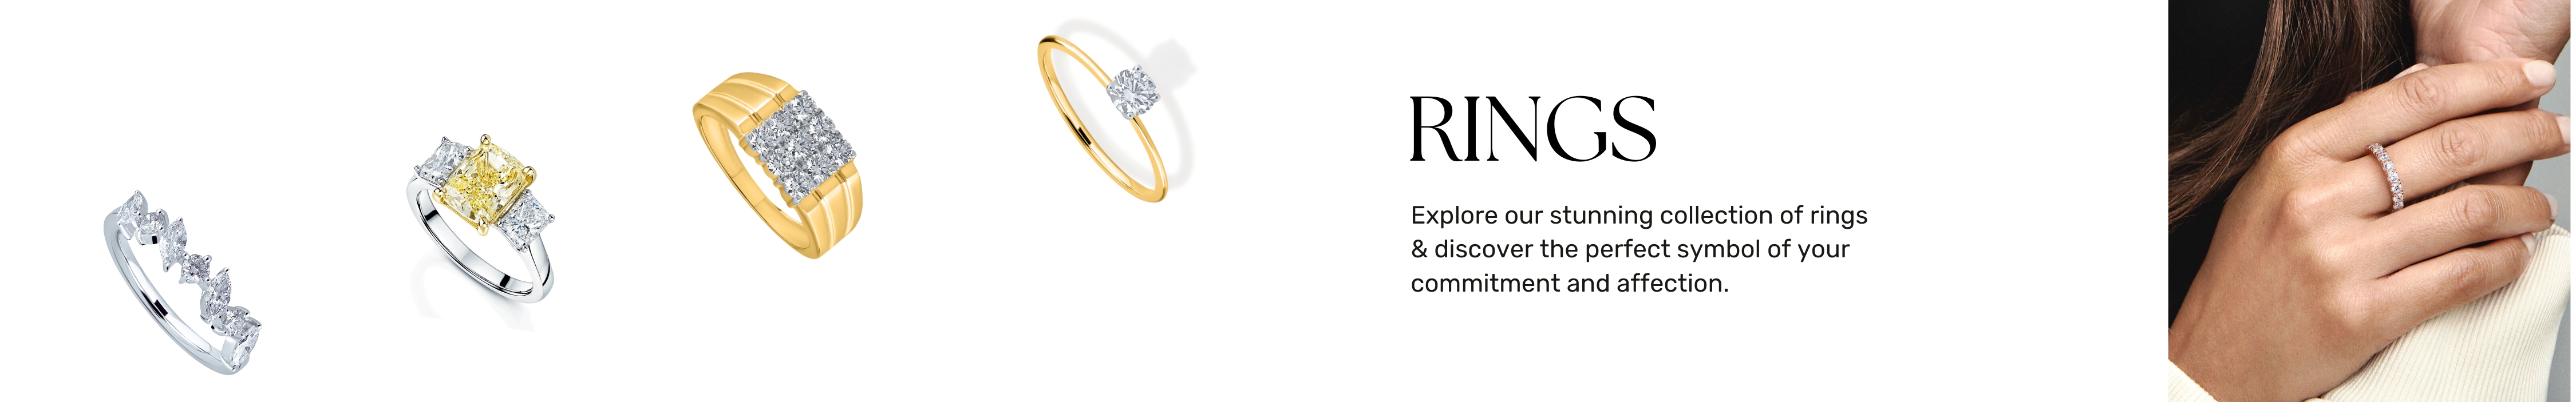 RINGS
Explore our stunning collection of rings
& discover the perfect symbol of your
commitment and affection.